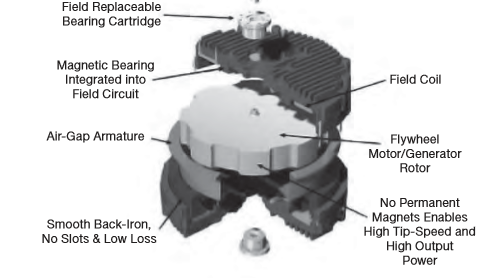 Field Replaceable
Bearing Cartridge
Magnetic Bearing
Integrated into
Field Circuit
Field Coil
Air-Gap Armature
Flywheel
Motor/Generator
Rotor
No Permanent
Magnets Enables
High Tip-Speed and
High Output
Power
Smooth Back-Iron,
No Slots & Low Loss